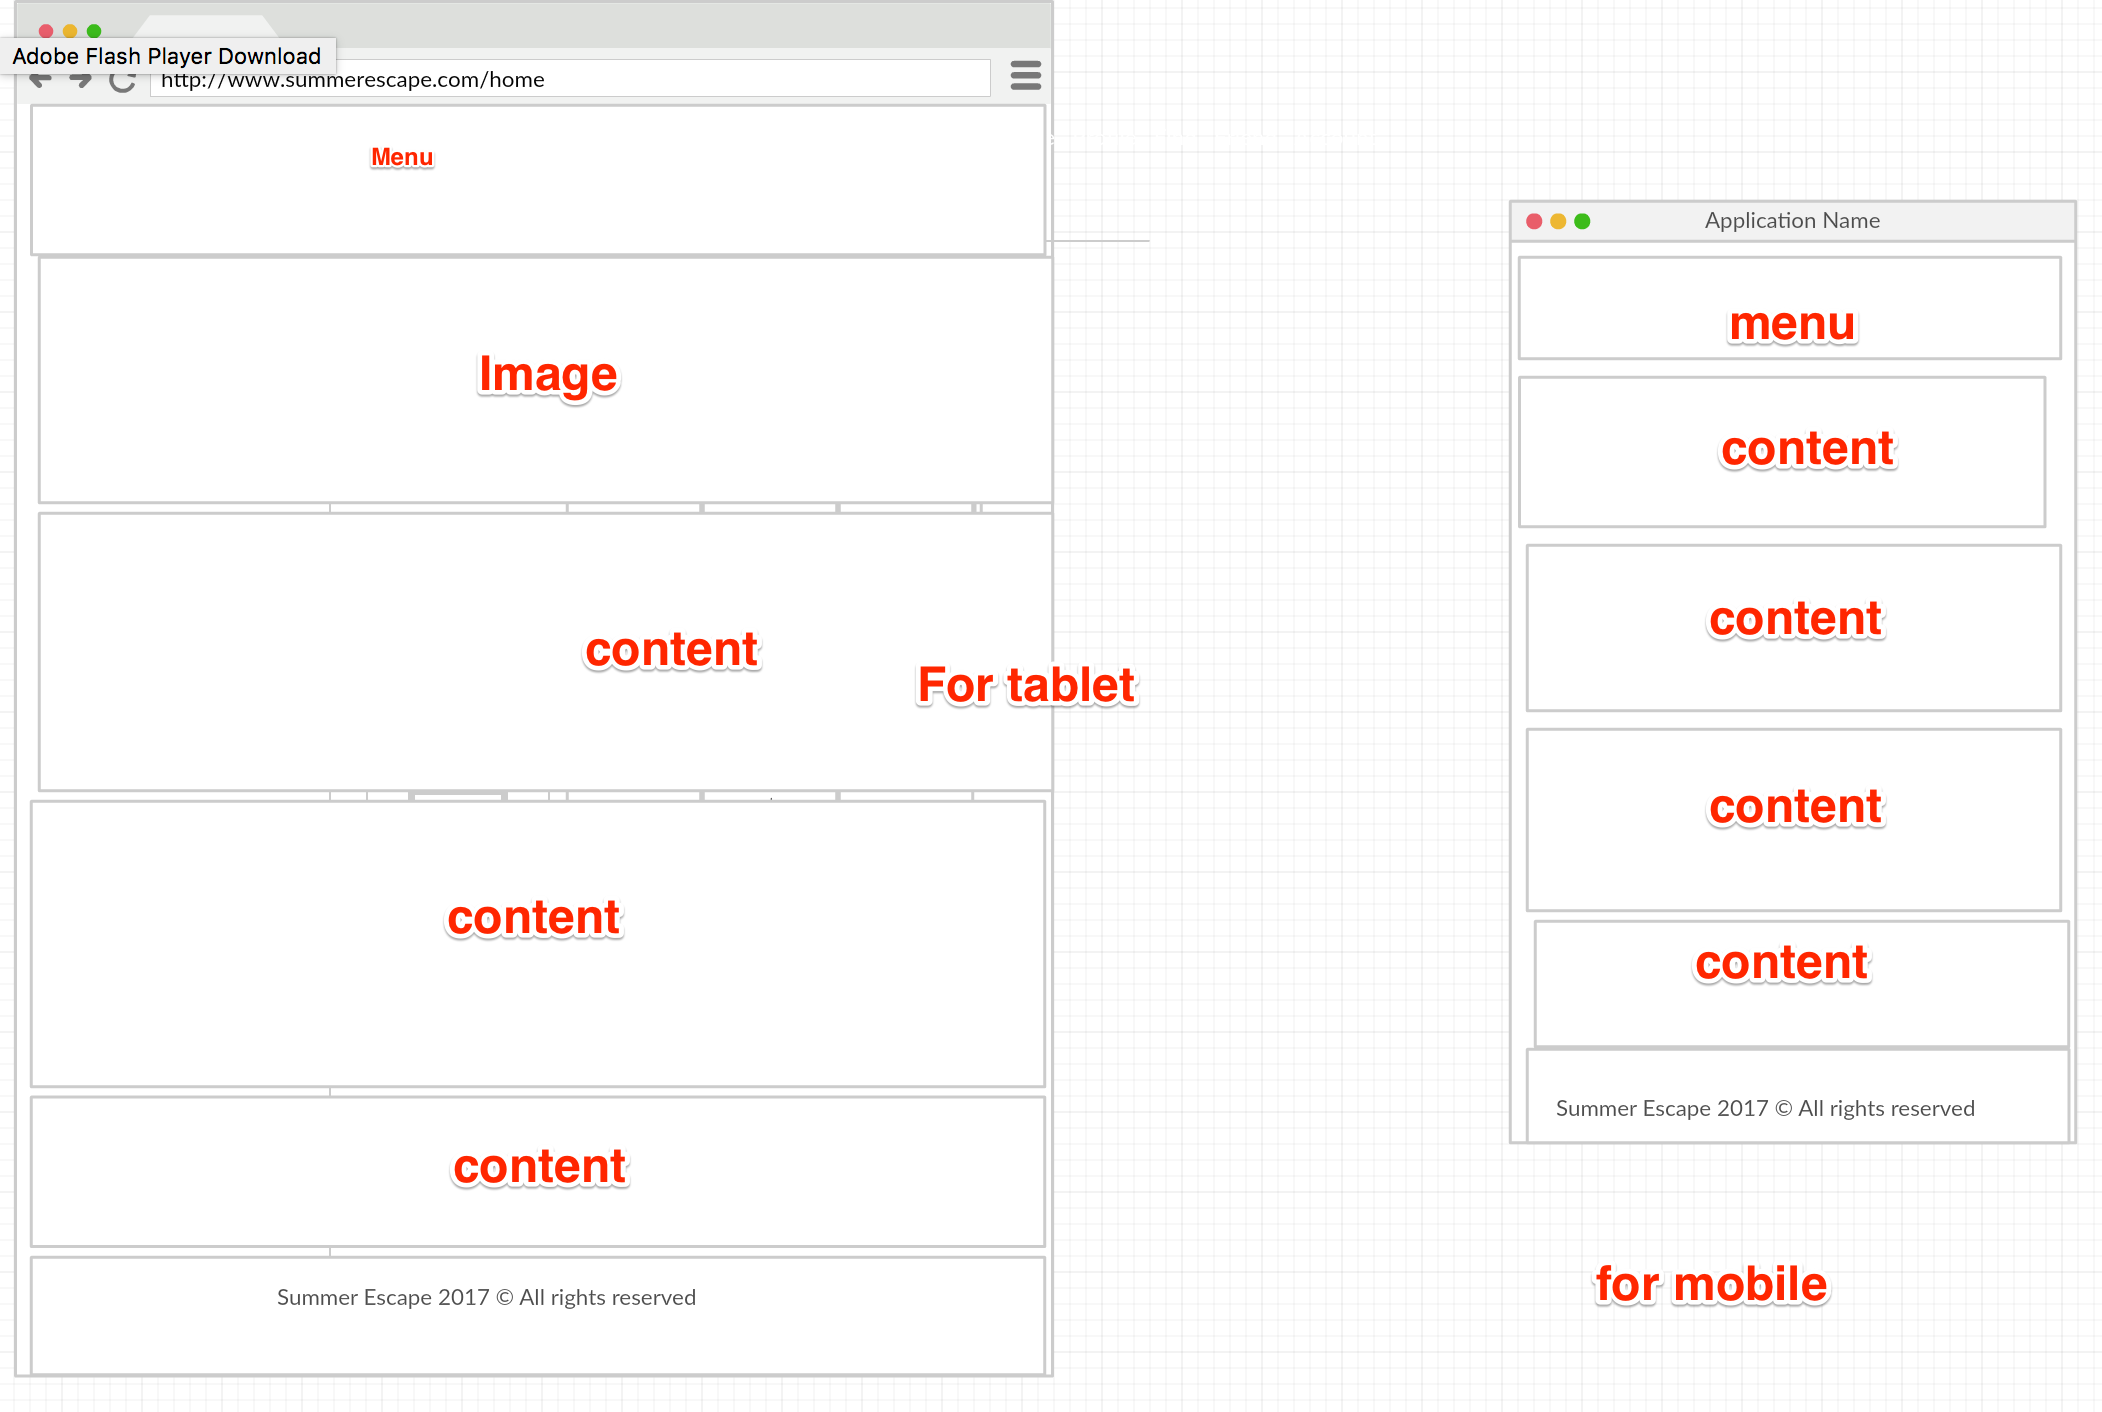 Adobe Flash Player Download
http://www.summerescape.com/home
Menu
Image
content
For tablet
content
content
Summer Escape 2017 © All rights reserved
Application Name
menu
content
content
content
content
Summer Escape 2017 © All rights reserved
for mobile